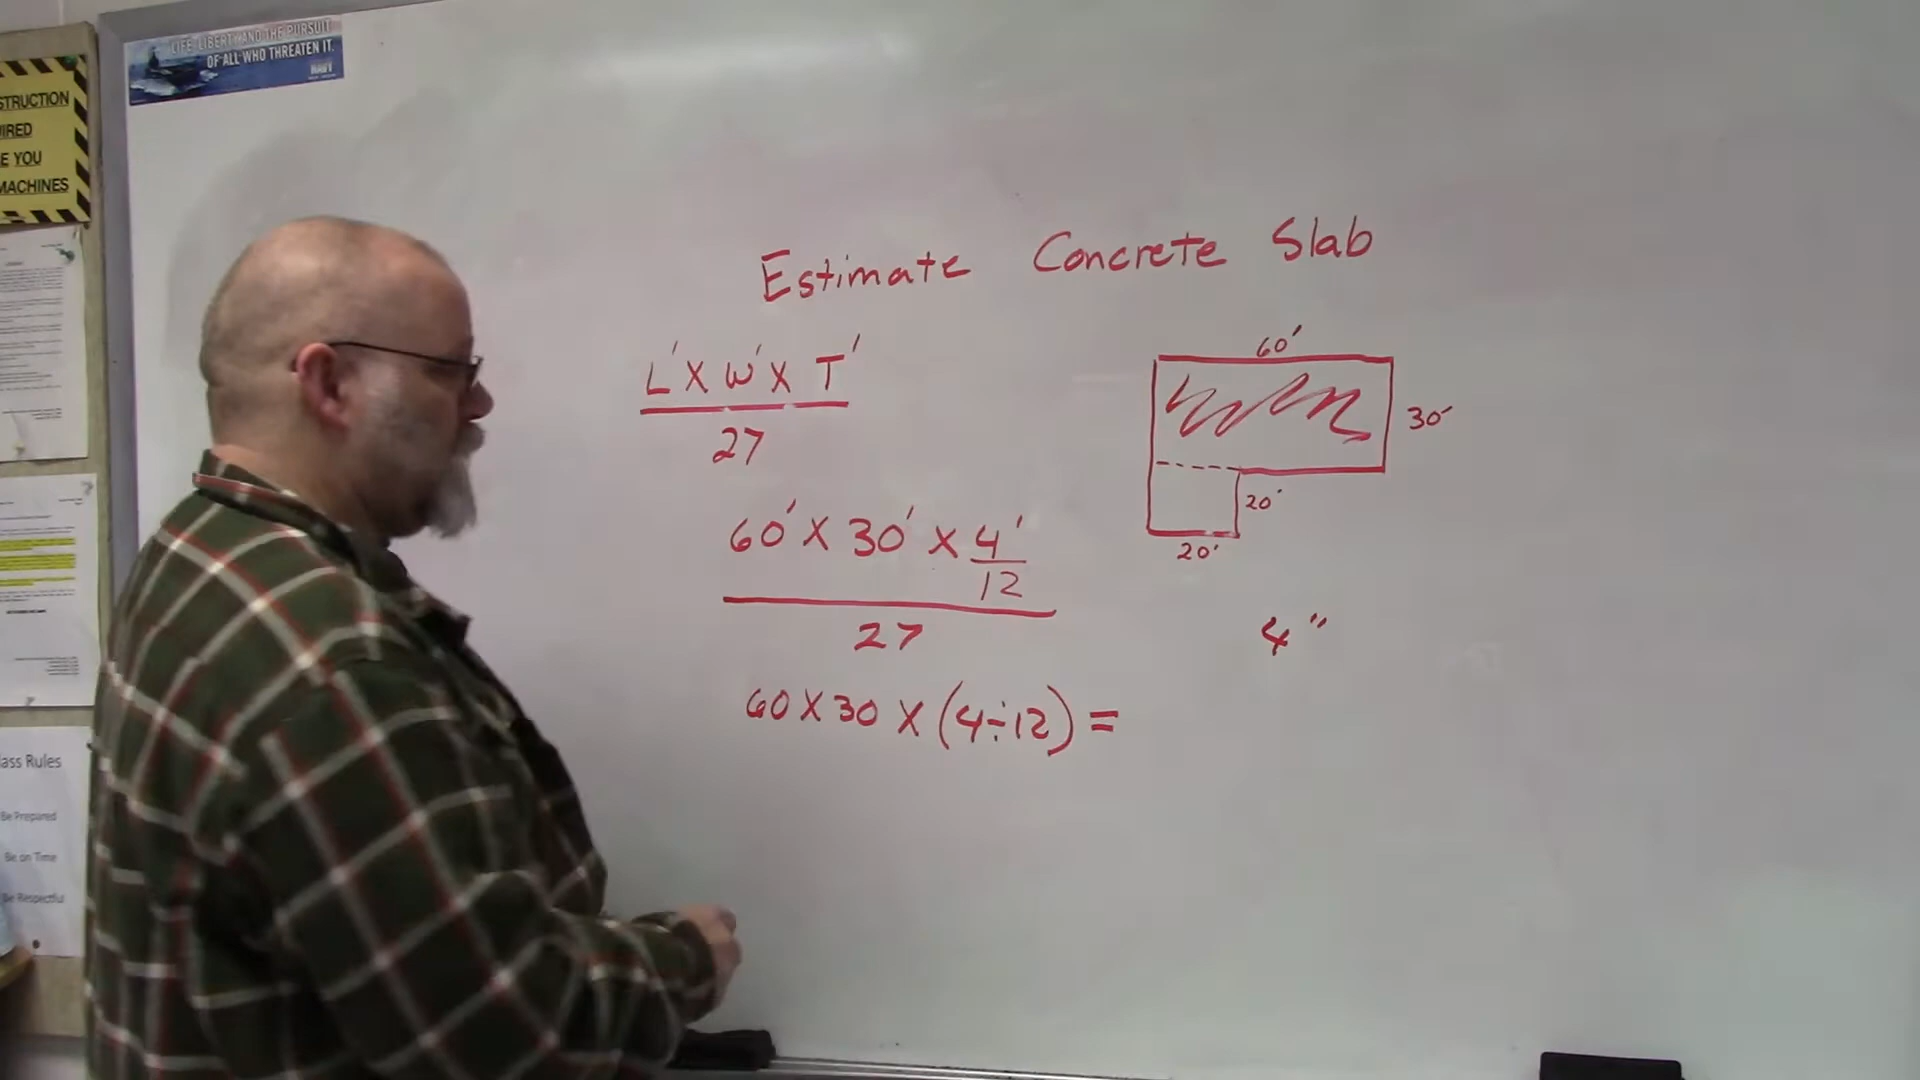 LIFE, LIBERTY AND THE PURSUIT
OF ALL WHO THREATEN IT.
NAVY
STRUCTION
IRED
E YOU
MACHINES
Estimate Concrete Slab
L' X W' X T'
27
60' X 30' X 4'
12
27
60 X 30 X (4÷12) =
60'
30'
20'
20'
4"
ass Rules
Be Prepared
Be on Time
Be Respectful